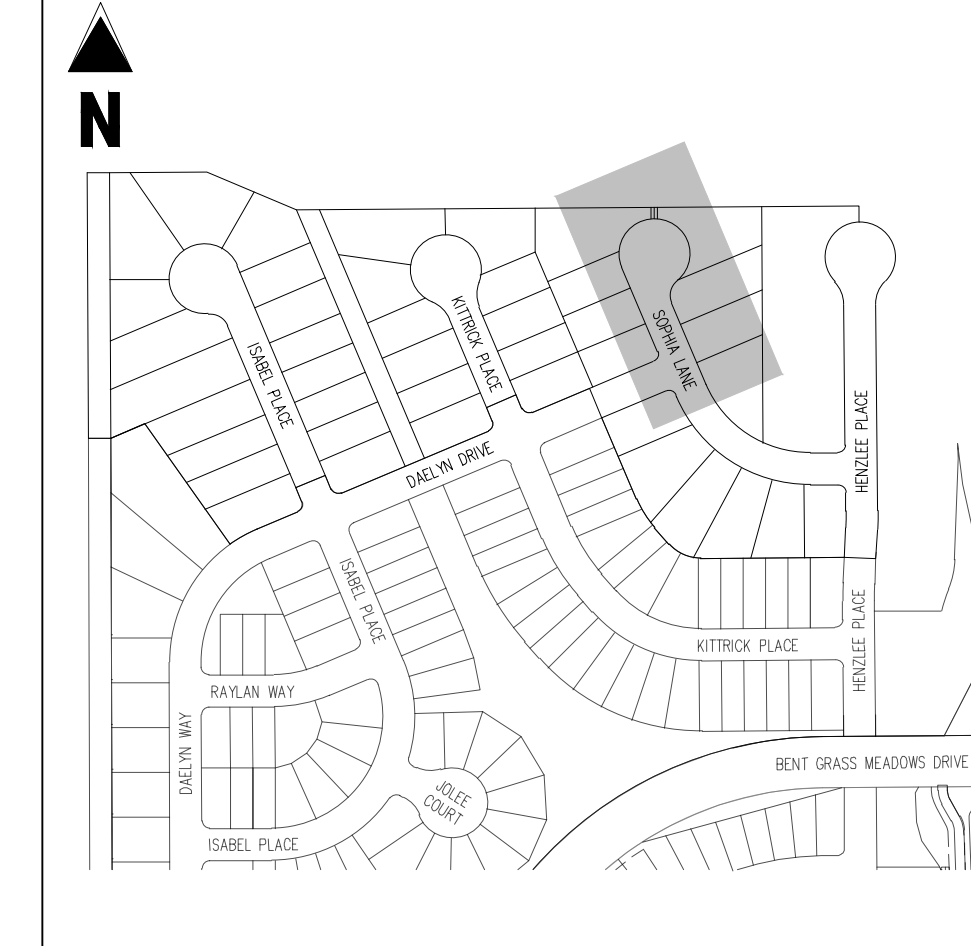 N
SOPHIA LANE
KITTRICK PLACE
ISABEL PLACE
HENZLEE PLACE
DAELYN DRIVE
ISABEL PLACE
HENZLEE PLACE
KITTRICK PLACE
RAYLAN WAY
DAELYN WAY
BENT GRASS MEADOWS DRIVE
JOLEE
COURT
ISABEL PLACE